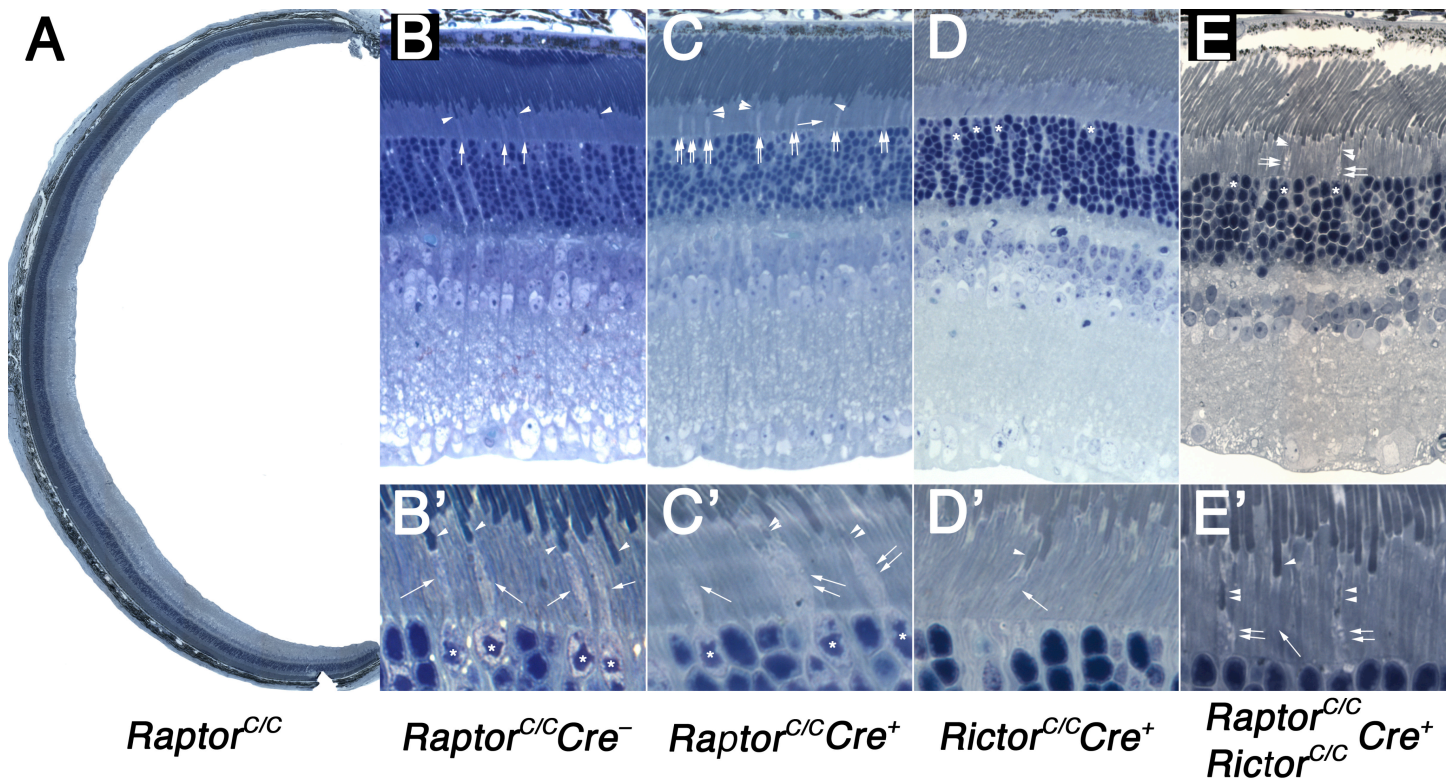 A B C D E
B’ C’ D’ E’
Raptor^C/C Raptor^C/C Cre^– Raptor^C/C Cre^+ Rictor^C/C Cre^+ Raptor^C/C Cre^+
Rictor^C/C